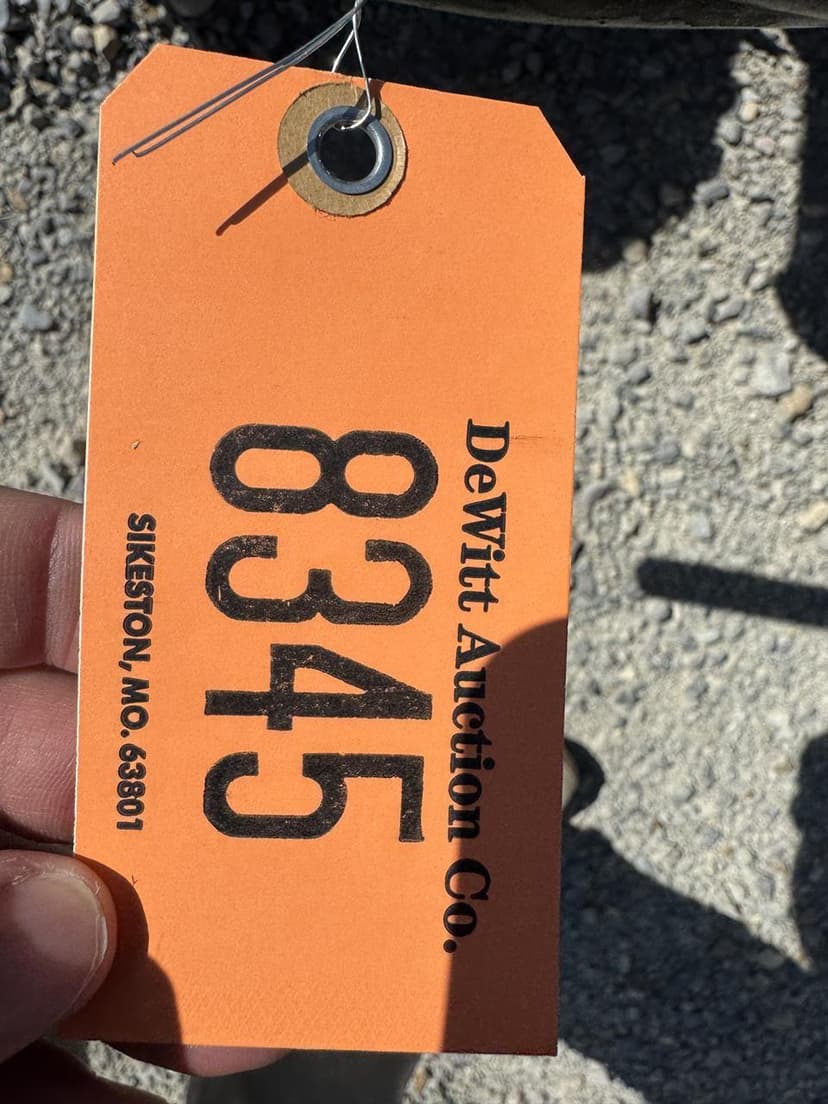 DeWitt Auction Co.
8345
SIKESTON, MO. 63801